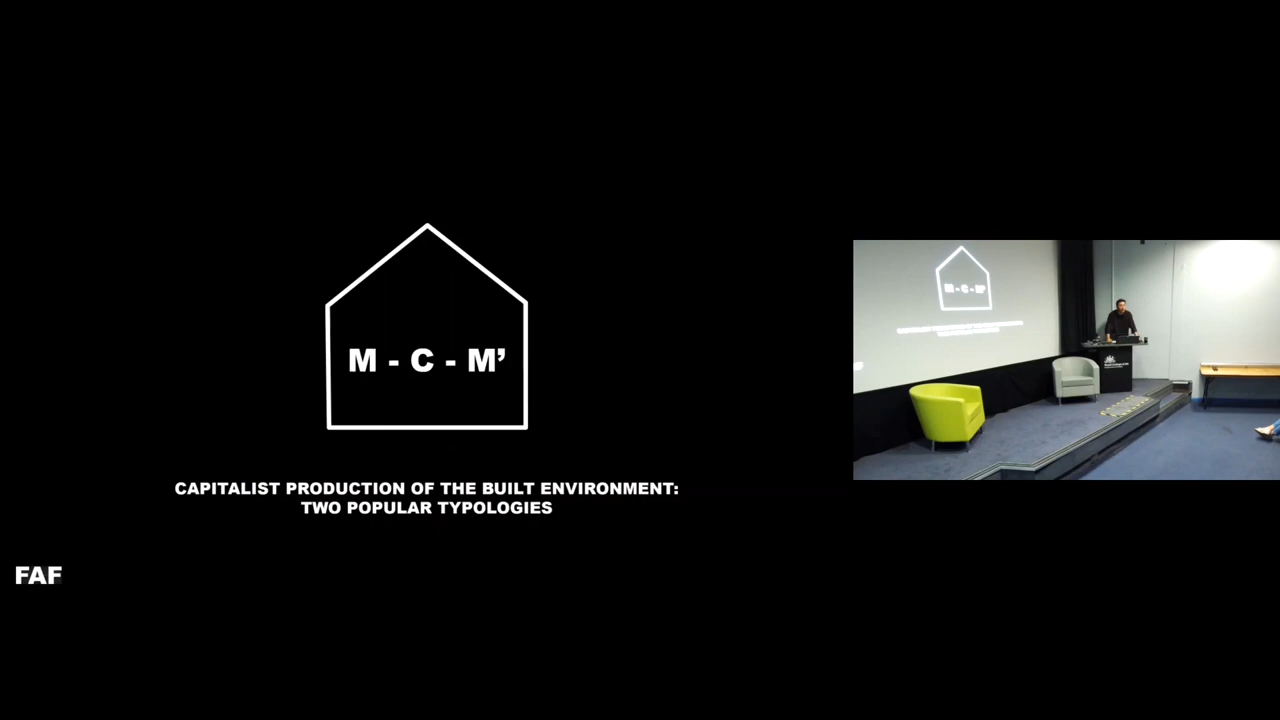 M - C - M’
CAPITALIST PRODUCTION OF THE BUILT ENVIRONMENT:
TWO POPULAR TYPOLOGIES
FAF
M - C - M’